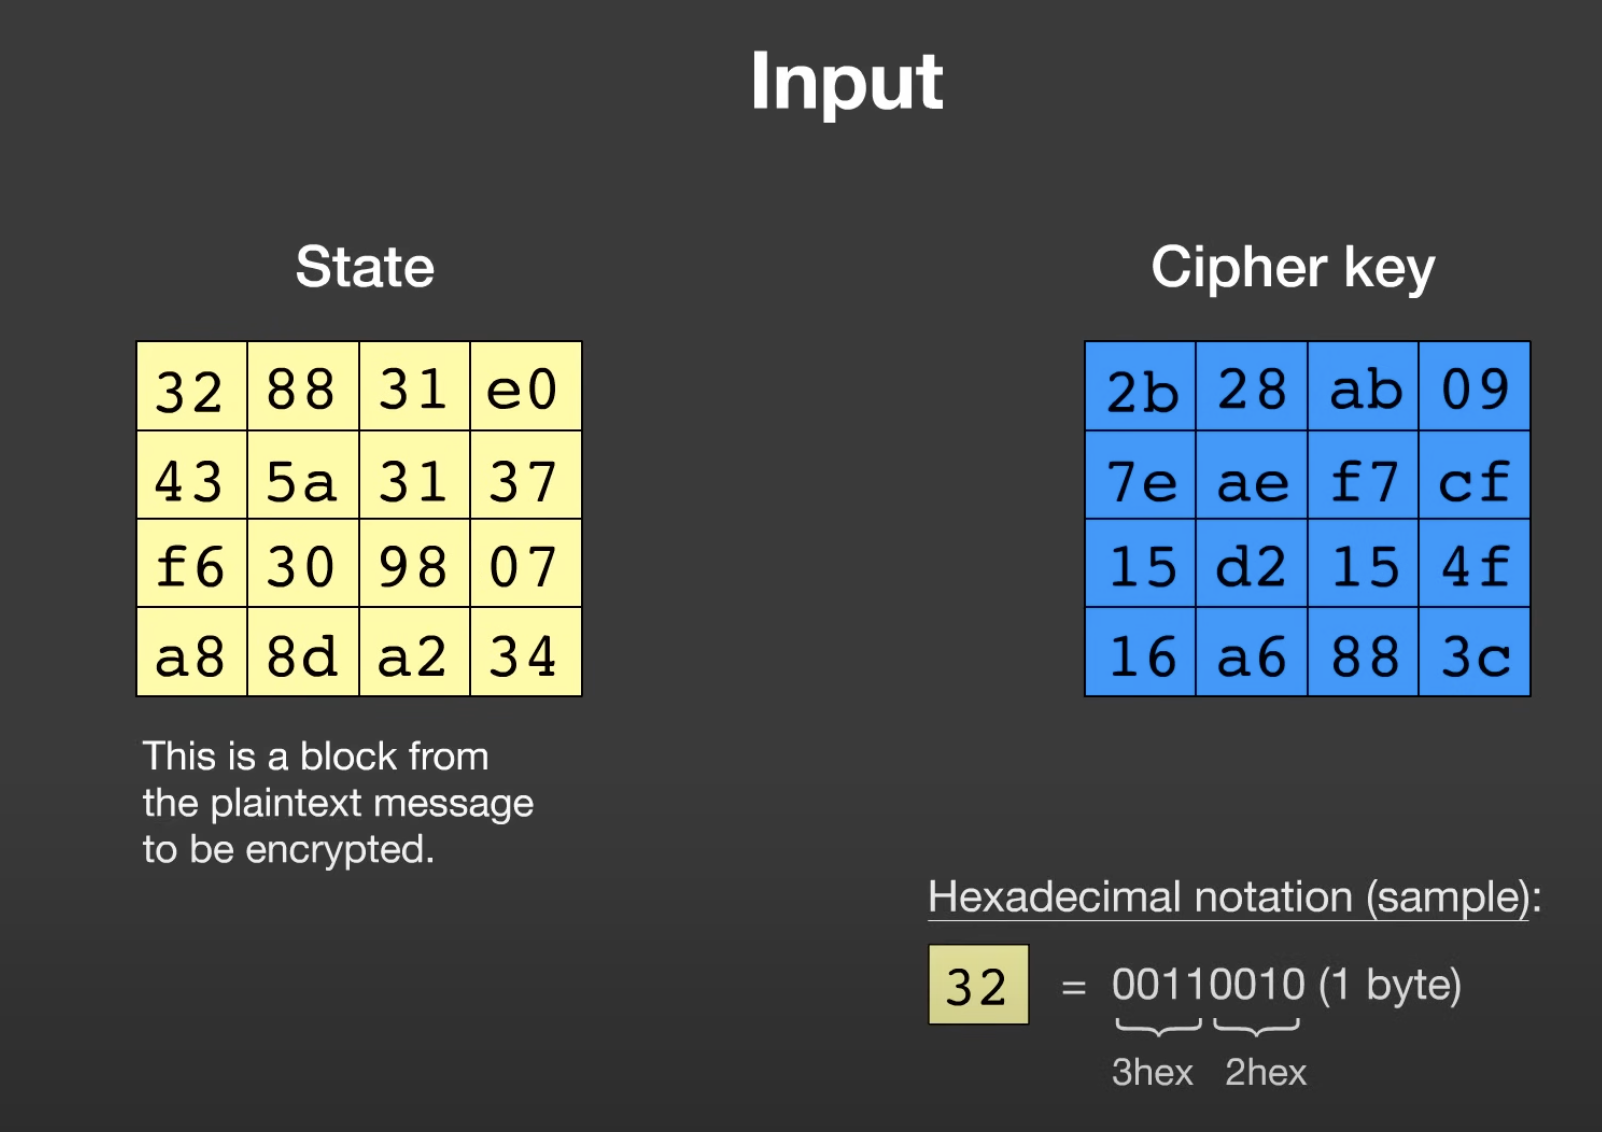 Input
State
32 88 31 e0
43 5a 31 37
f6 30 98 07
a8 8d a2 34
This is a block from
the plaintext message
to be encrypted.
Cipher key
2b 28 ab 09
7e ae f7 cf
15 d2 15 4f
16 a6 88 3c
Hexadecimal notation (sample):
32 = 00110010 (1 byte)
3hex 2hex